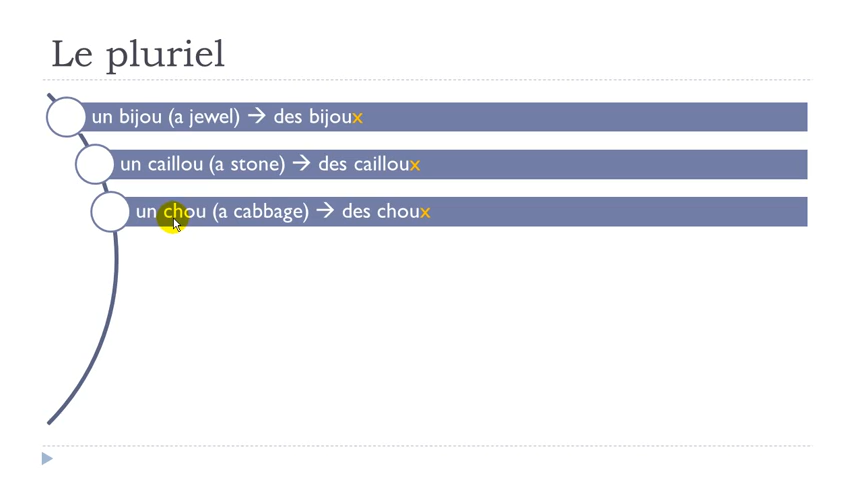 Le pluriel
un bijou (a jewel) → des bijoux
un caillou (a stone) → des cailloux
un chou (a cabbage) → des choux